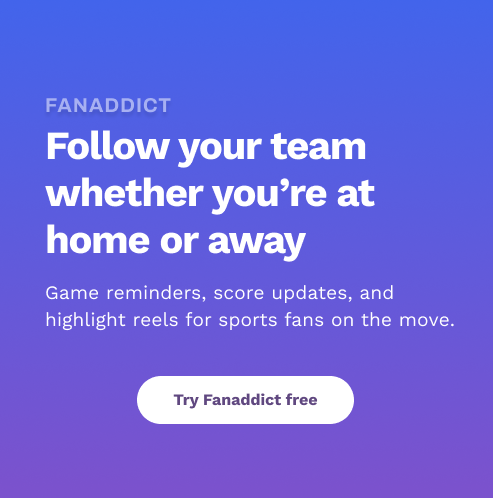 FANADDICT
Follow your team
whether you’re at
home or away
Game reminders, score updates, and
highlight reels for sports fans on the move.
Try Fanaddict free